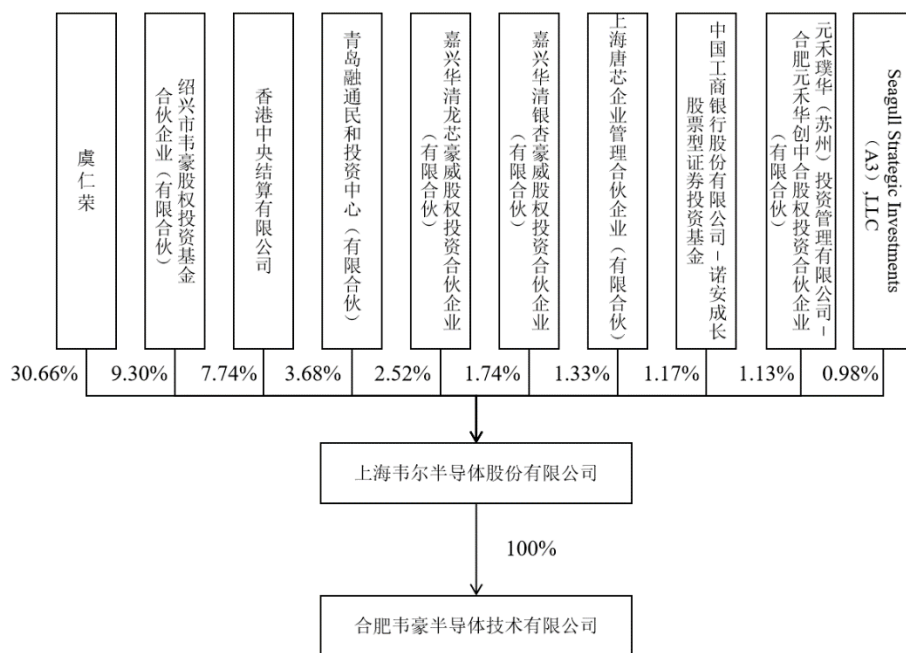 虞仁荣
绍兴市韦豪股权投资基金
合伙企业（有限合伙）
香港中央结算有限公司
青岛融通民和投资中心（有限合伙）
嘉兴华清龙芯豪威股权投资合伙企业
（有限合伙）
嘉兴华清银杏豪威股权投资合伙企业
（有限合伙）
上海唐芯企业管理合伙企业（有限合伙）
中国工商银行股份有限公司－诺安成长
股票型证券投资基金
元禾璞华（苏州）投资管理有限公司－
合肥元禾华创中合股权投资合伙企业
（有限合伙）
Seagull Strategic Investments
（A3）,LLC
30.66%
9.30%
7.74%
3.68%
2.52%
1.74%
1.33%
1.17%
1.13%
0.98%
上海韦尔半导体股份有限公司
100%
合肥韦豪半导体技术有限公司